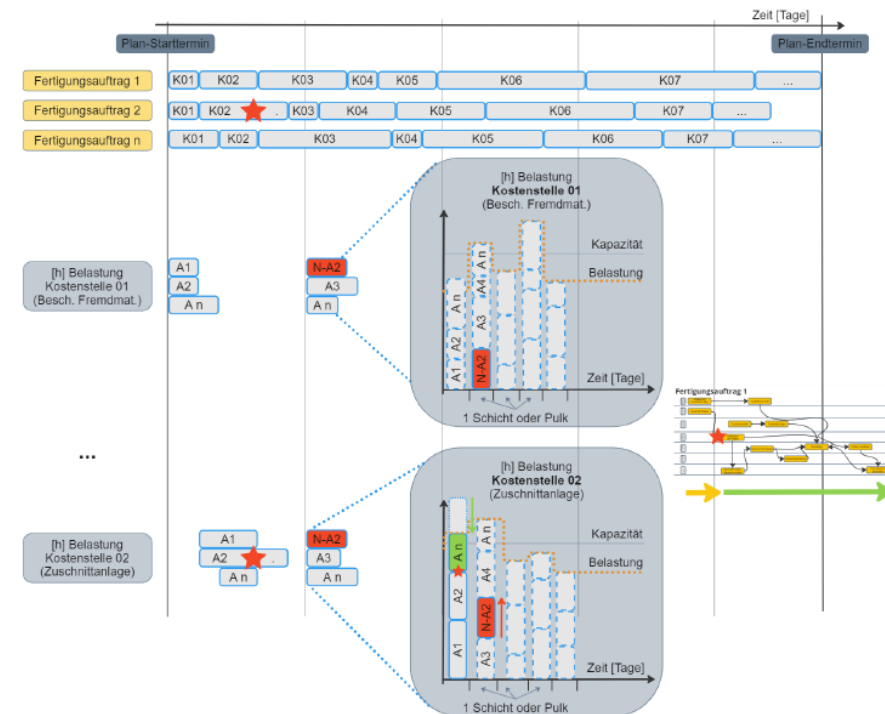 Zeit [Tage]
Plan-Starttermin
Plan-Endtermin
Fertigungsauftrag 1
K01
K02
K03
K04
K05
K06
K07
...
Fertigungsauftrag 2
K01
K02
.
K03
K04
K05
K06
K07
...
Fertigungsauftrag n
K01
K02
K03
K04
K05
K06
K07
...
[h] Belastung
Kostenstelle 01
(Besch. Fremdmat.)
A1
A2
A n
N-A2
A3
A n
[h] Belastung
Kostenstelle 01
(Besch. Fremdmat.)
Kapazität
Belastung
A n
A2
A1
A n
A4
A3
N-A2
Zeit [Tage]
1 Schicht oder Pulk
Fertigungsauftrag 1
...
[h] Belastung
Kostenstelle 02
(Zuschnittanlage)
A1
A2
.
A n
N-A2
A3
A n
[h] Belastung
Kostenstelle 02
(Zuschnittanlage)
Kapazität
Belastung
A n
A2
A1
A n
A4
N-A2
A3
Zeit [Tage]
1 Schicht oder Pulk